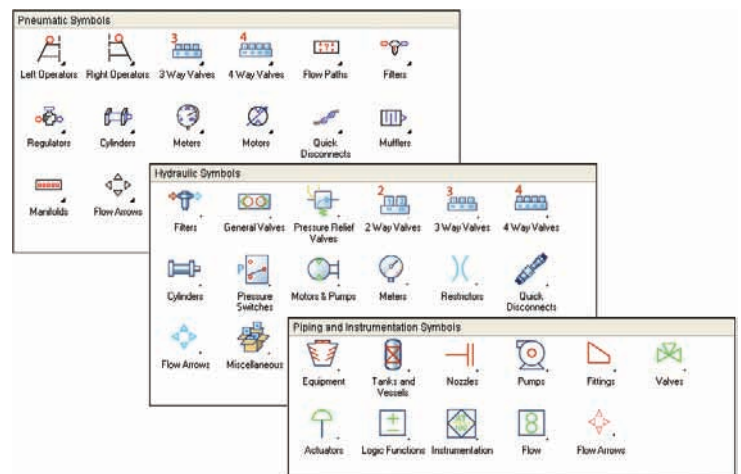 Pneumatic Symbols
3 4
Left Operators Right Operators 3 Way Valves 4 Way Valves Flow Paths Filters
Regulators Cylinders Meters Motors Quick Disconnects Mufflers
Manifolds Flow Arrows
Hydraulic Symbols
2 3 4
Filters General Valves Pressure Relief Valves 2 Way Valves 3 Way Valves 4 Way Valves
P
Cylinders Pressure Switches Motors & Pumps Meters Restrictors Quick Disconnects
Flow Arrows Miscellaneous
Piping and Instrumentation Symbols
Equipment Tanks and Vessels Nozzles Pumps Fittings Valves
Actuators Logic Functions Instrumentation Flow Flow Arrows